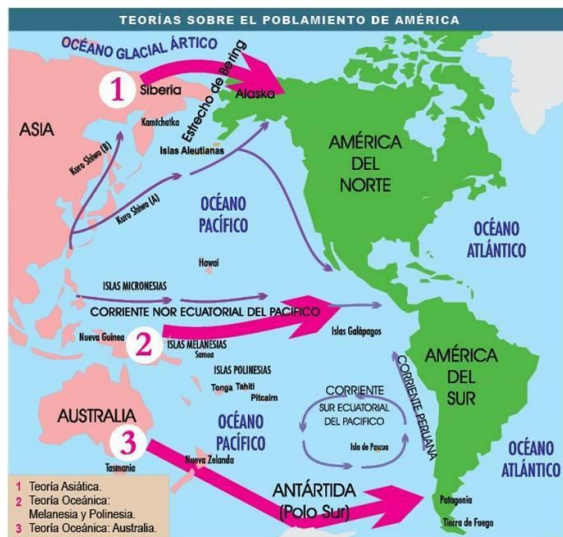 TEORÍAS SOBRE EL POBLAMIENTO DE AMÉRICA
OCÉANO GLACIAL ÁRTICO
Estrecho de Bering
1
Siberia
Alaska
ASIA
Kamtchatka
Islas Aleutianas
AMÉRICA
DEL
NORTE
Kuro Shiwo (B)
Kuro Shiwo (A)
OCÉANO
PACÍFICO
OCÉANO
ATLÁNTICO
Hawai
ISLAS MICRONESIAS
CORRIENTE NOR ECUATORIAL DEL PACÍFICO
Nueva Guinea
2
ISLAS MELANESIAS
Samoa
Islas Galápagos
ISLAS POLINESIAS
Tonga Tahiti
Pitcairn
AMÉRICA
DEL
SUR
CORRIENTE PERUANA
CORRIENTE
SUR ECUATORIAL
DEL PACIFICO
Isla de Pascua
AUSTRALIA
OCÉANO
PACÍFICO
3
Tasmania
Nueva Zelanda
OCÉANO
ATLÁNTICO
ANTÁRTIDA
(Polo Sur)
Patagonia
Tierra de Fuego
1 Teoría Asiática.
2 Teoría Oceánica:
Melanesia y Polinesia.
3 Teoría Oceánica: Australia.